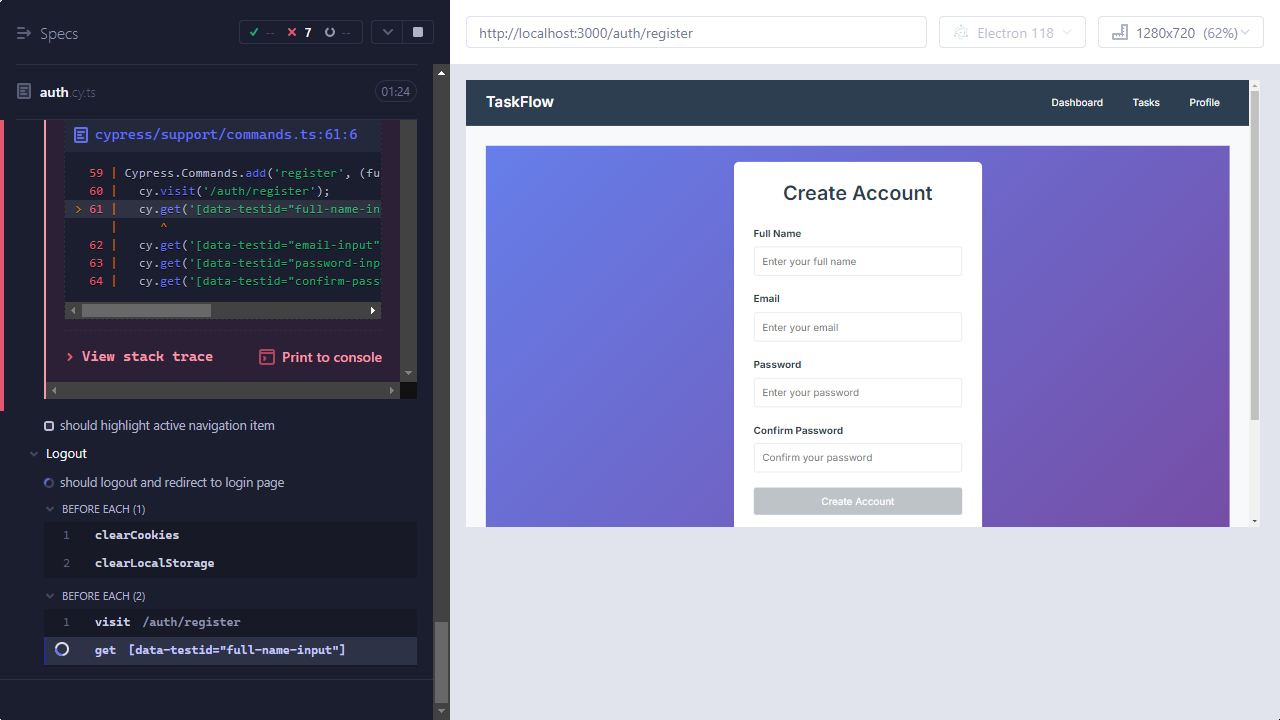 Specs
-- 7 --
auth.cy.ts 01:24
cypress/support/commands.ts:61:6
59 | Cypress.Commands.add('register', (fu
60 | cy.visit('/auth/register');
> 61 | cy.get('[data-testid="full-name-in
| ^
62 | cy.get('[data-testid="email-input"
63 | cy.get('[data-testid="password-inp
64 | cy.get('[data-testid="confirm-pass
View stack trace
Print to console
should highlight active navigation item
Logout
should logout and redirect to login page
BEFORE EACH (1)
1 clearCookies
2 clearLocalStorage
BEFORE EACH (2)
1 visit /auth/register
get [data-testid="full-name-input"]
http://localhost:3000/auth/register
Electron 118
1280x720 (62%)
TaskFlow
Dashboard
Tasks
Profile
Create Account
Full Name
Enter your full name
Email
Enter your email
Password
Enter your password
Confirm Password
Confirm your password
Create Account